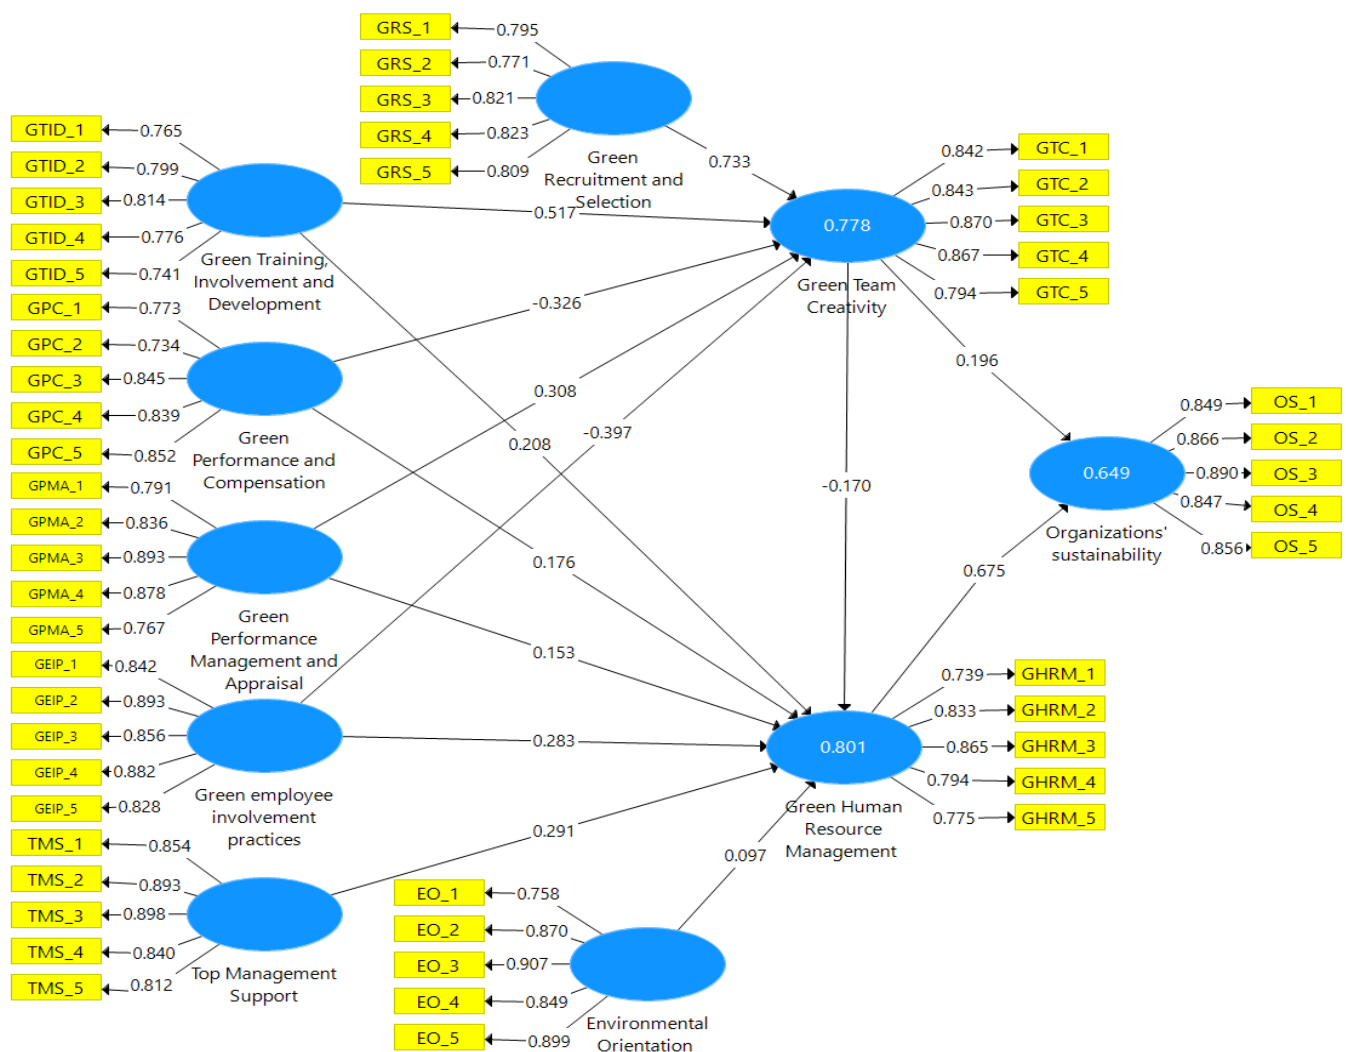 GRS_1
0.795
GRS_2
0.771
GRS_3
0.821
GRS_4
0.823
GRS_5
0.809
Green
Recruitment and
Selection
0.733
GTID_1
0.765
GTID_2
0.799
GTID_3
0.814
GTID_4
0.776
GTID_5
0.741
Green Training,
Involvement and
Development
0.517
0.208
GPC_1
0.773
GPC_2
0.734
GPC_3
0.845
GPC_4
0.839
GPC_5
0.852
Green
Performance and
Compensation
-0.326
0.176
GPMA_1
0.791
GPMA_2
0.836
GPMA_3
0.893
GPMA_4
0.878
GPMA_5
0.767
Green
Performance
Management and
Appraisal
0.308
0.153
GEIP_1
0.842
GEIP_2
0.893
GEIP_3
0.856
GEIP_4
0.882
GEIP_5
0.828
Green employee
involvement
practices
-0.397
0.283
TMS_1
0.854
TMS_2
0.893
TMS_3
0.898
TMS_4
0.840
TMS_5
0.812
Top Management
Support
0.291
EO_1
0.758
EO_2
0.870
EO_3
0.907
EO_4
0.849
EO_5
0.899
Environmental
Orientation
0.097
0.778
Green Team
Creativity
0.842
GTC_1
0.843
GTC_2
0.870
GTC_3
0.867
GTC_4
0.794
GTC_5
0.196
-0.170
0.801
Green Human
Resource
Management
0.739
GHRM_1
0.833
GHRM_2
0.865
GHRM_3
0.794
GHRM_4
0.775
GHRM_5
0.675
0.649
Organizations'
sustainability
0.849
OS_1
0.866
OS_2
0.890
OS_3
0.847
OS_4
0.856
OS_5